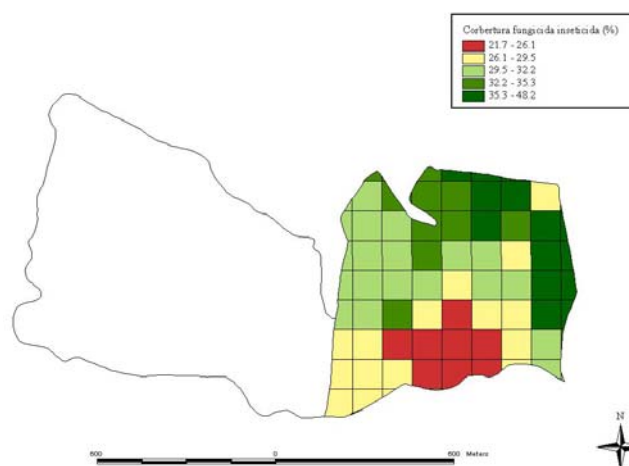 Corbertura fungicida inseticida (%)
21.7 - 26.1
26.1 - 29.5
29.5 - 32.2
32.2 - 35.3
35.3 - 48.2
N
600 0 600 Meters